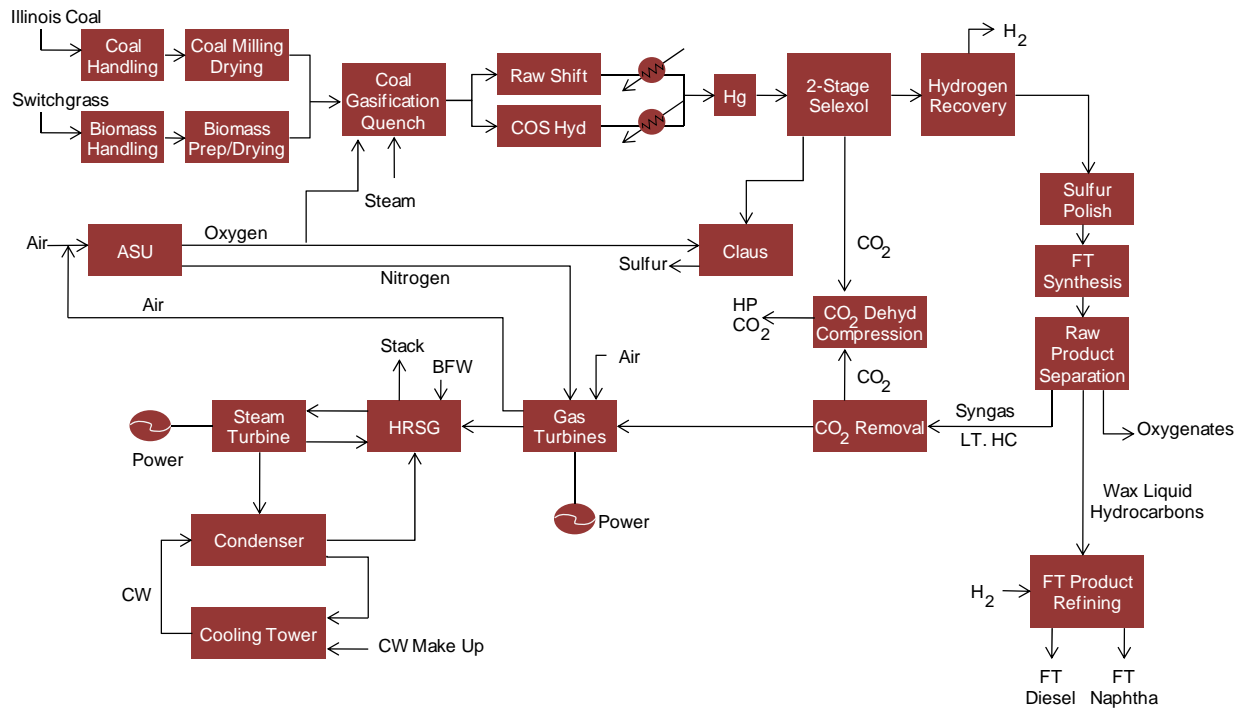 Illinois Coal
Coal
Handling
Coal Milling
Drying
Switchgrass
Biomass
Handling
Biomass
Prep/Drying
Coal
Gasification
Quench
Steam
Raw Shift
COS Hyd
Hg
2-Stage
Selexol
Hydrogen
Recovery
H2
Sulfur
Polish
FT
Synthesis
Raw
Product
Separation
Air
ASU
Oxygen
Nitrogen
Air
Claus
Sulfur
CO2
HP
CO2
CO2 Dehyd
Compression
CO2
Stack
BFW
Air
Power
Steam
Turbine
HRSG
Gas
Turbines
Power
CO2 Removal
Syngas
LT. HC
Oxygenates
Wax Liquid
Hydrocarbons
Condenser
CW
Cooling Tower
CW Make Up
H2
FT Product
Refining
FT
Diesel
FT
Naphtha